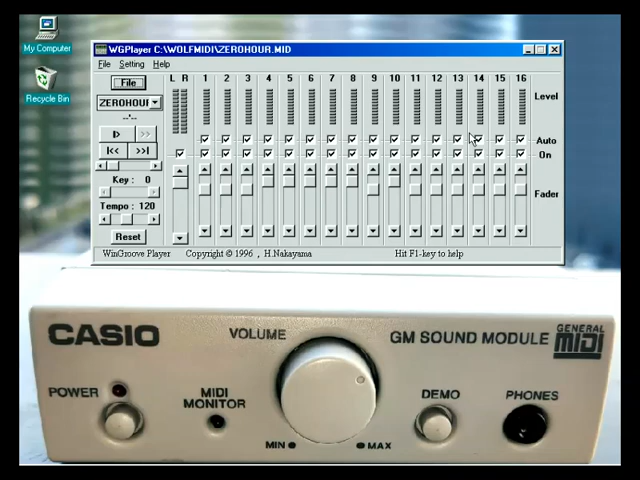 My Computer
Recycle Bin
WGPlayer C:\WOLFMIDI\ZEROHOUR.MID
File Setting Help
File
L R 1 2 3 4 5 6 7 8 9 10 11 12 13 14 15 16
Level
ZEROHOUR
--'--
Auto
On
Key : 0
Fader
Tempo : 120
Reset
WinGroove Player Copyright © 1996 , H.Nakayama Hit F1-key to help
CASIO
VOLUME
GM SOUND MODULE
GENERAL
MIDI
POWER
MIDI
MONITOR
DEMO
PHONES
MIN
MAX